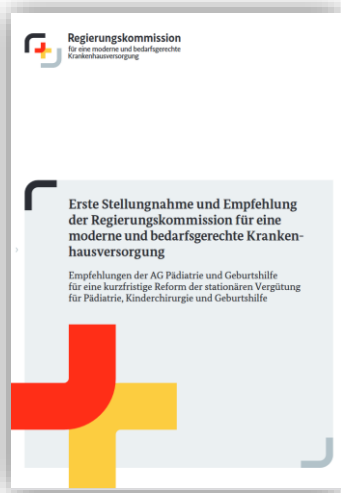 Regierungskommission
für eine moderne und bedarfsgerechte
Krankenhausversorgung
Erste Stellungnahme und Empfehlung
der Regierungskommission für eine
moderne und bedarfsgerechte Kranken-
hausversorgung
Empfehlungen der AG Pädiatrie und Geburtshilfe
für eine kurzfristige Reform der stationären Vergütung
für Pädiatrie, Kinderchirurgie und Geburtshilfe